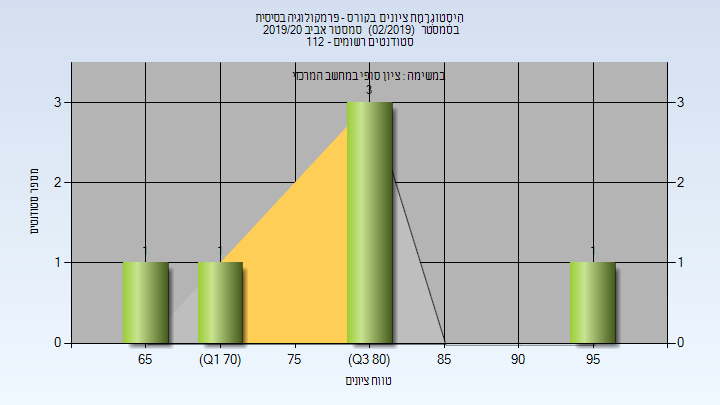 היסטוגרמת ציונים בקורס - פרמקולוגיה בסיסית
בסמסטר (02/2019) סמסטר אביב 2019/20
סטודנטים רשומים - 112
במשימה : ציון סופי במחשב המרכזי
3
1
1
1
3
2
1
0
3
2
1
0
מספר סטודנטים
65
(Q1 70)
75
(Q3 80)
85
90
95
טווח ציונים